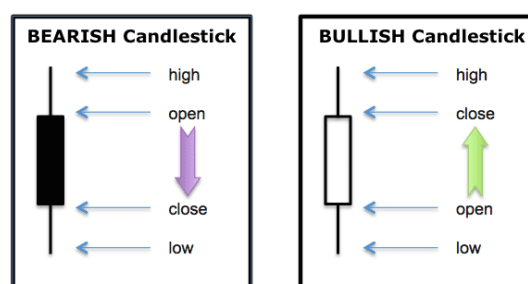 BEARISH Candlestick
high
open
close
low
BULLISH Candlestick
high
close
open
low